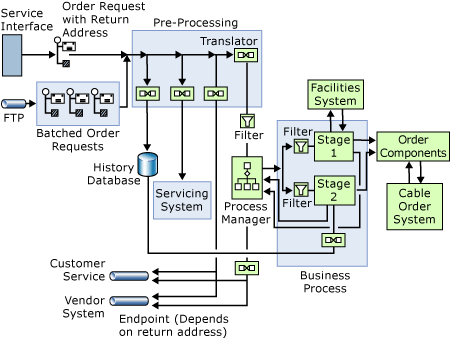 Service
Interface
Order Request
with Return
Address
Pre-Processing
Translator
FTP
Batched Order
Requests
History
Database
Servicing
System
Filter
Process
Manager
Facilities
System
Filter
Stage
1
Filter
Stage
2
Order
Components
Cable
Order
System
Business
Process
Customer
Service
Vendor
System
Endpoint (Depends
on return address)